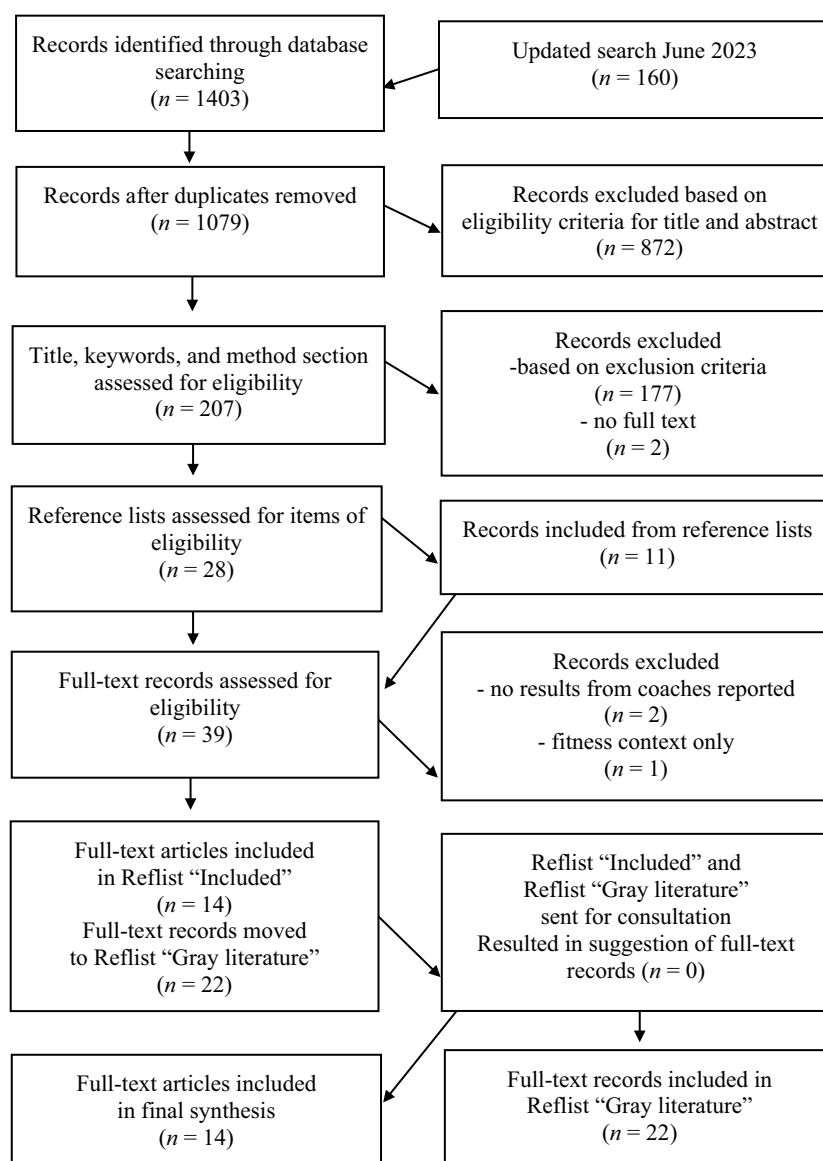 Records identified through database
searching
(n = 1403)
Updated search June 2023
(n = 160)
Records after duplicates removed
(n = 1079)
Records excluded based on
eligibility criteria for title and abstract
(n = 872)
Title, keywords, and method section
assessed for eligibility
(n = 207)
Records excluded
-based on exclusion criteria
(n = 177)
- no full text
(n = 2)
Reference lists assessed for items of
eligibility
(n = 28)
Records included from reference lists
(n = 11)
Full-text records assessed for
eligibility
(n = 39)
Records excluded
- no results from coaches reported
(n = 2)
- fitness context only
(n = 1)
Full-text articles included
in Reflist “Included”
(n = 14)
Full-text records moved
to Reflist “Gray literature”
(n = 22)
Reflist “Included” and
Reflist “Gray literature”
sent for consultation
Resulted in suggestion of full-text
records (n = 0)
Full-text articles included
in final synthesis
(n = 14)
Full-text records included in
Reflist “Gray literature”
(n = 22)